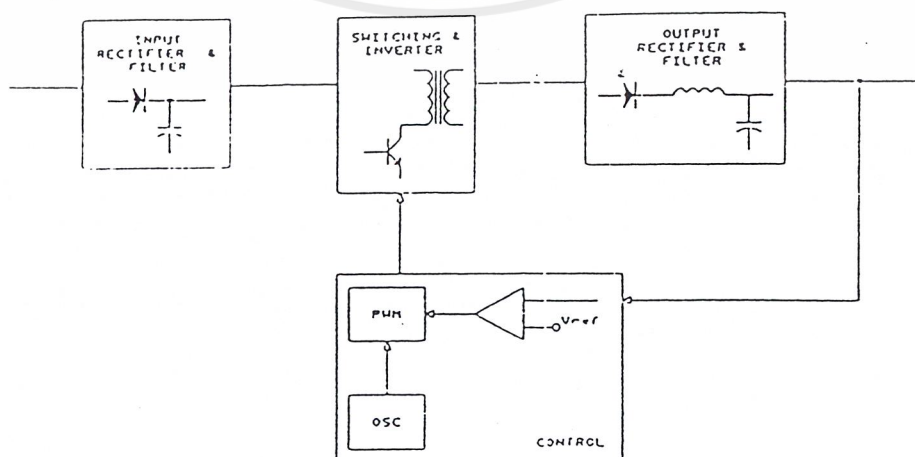 INPUT
RECTIFIER &
FILTER
SWITCHING &
INVERTER
OUTPUT
RECTIFIER &
FILTER
PWM
Vref
OSC
CONTROL